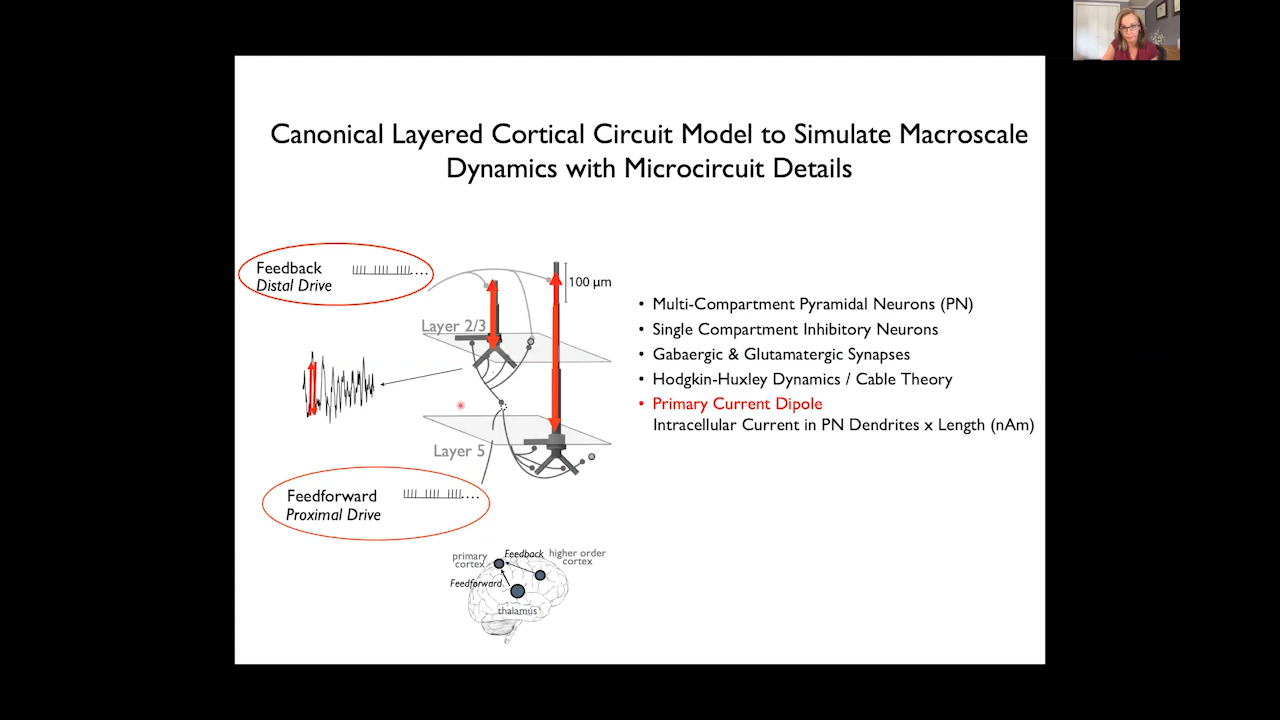 Canonical Layered Cortical Circuit Model to Simulate Macroscale
Dynamics with Microcircuit Details
Feedback
Distal Drive
100 μm
Layer 2/3
Layer 5
Feedforward
Proximal Drive
• Multi-Compartment Pyramidal Neurons (PN)
• Single Compartment Inhibitory Neurons
• Gabaergic & Glutamatergic Synapses
• Hodgkin-Huxley Dynamics / Cable Theory
• Primary Current Dipole
Intracellular Current in PN Dendrites x Length (nAm)
primary
cortex
Feedback
higher order
cortex
Feedforward
thalamus